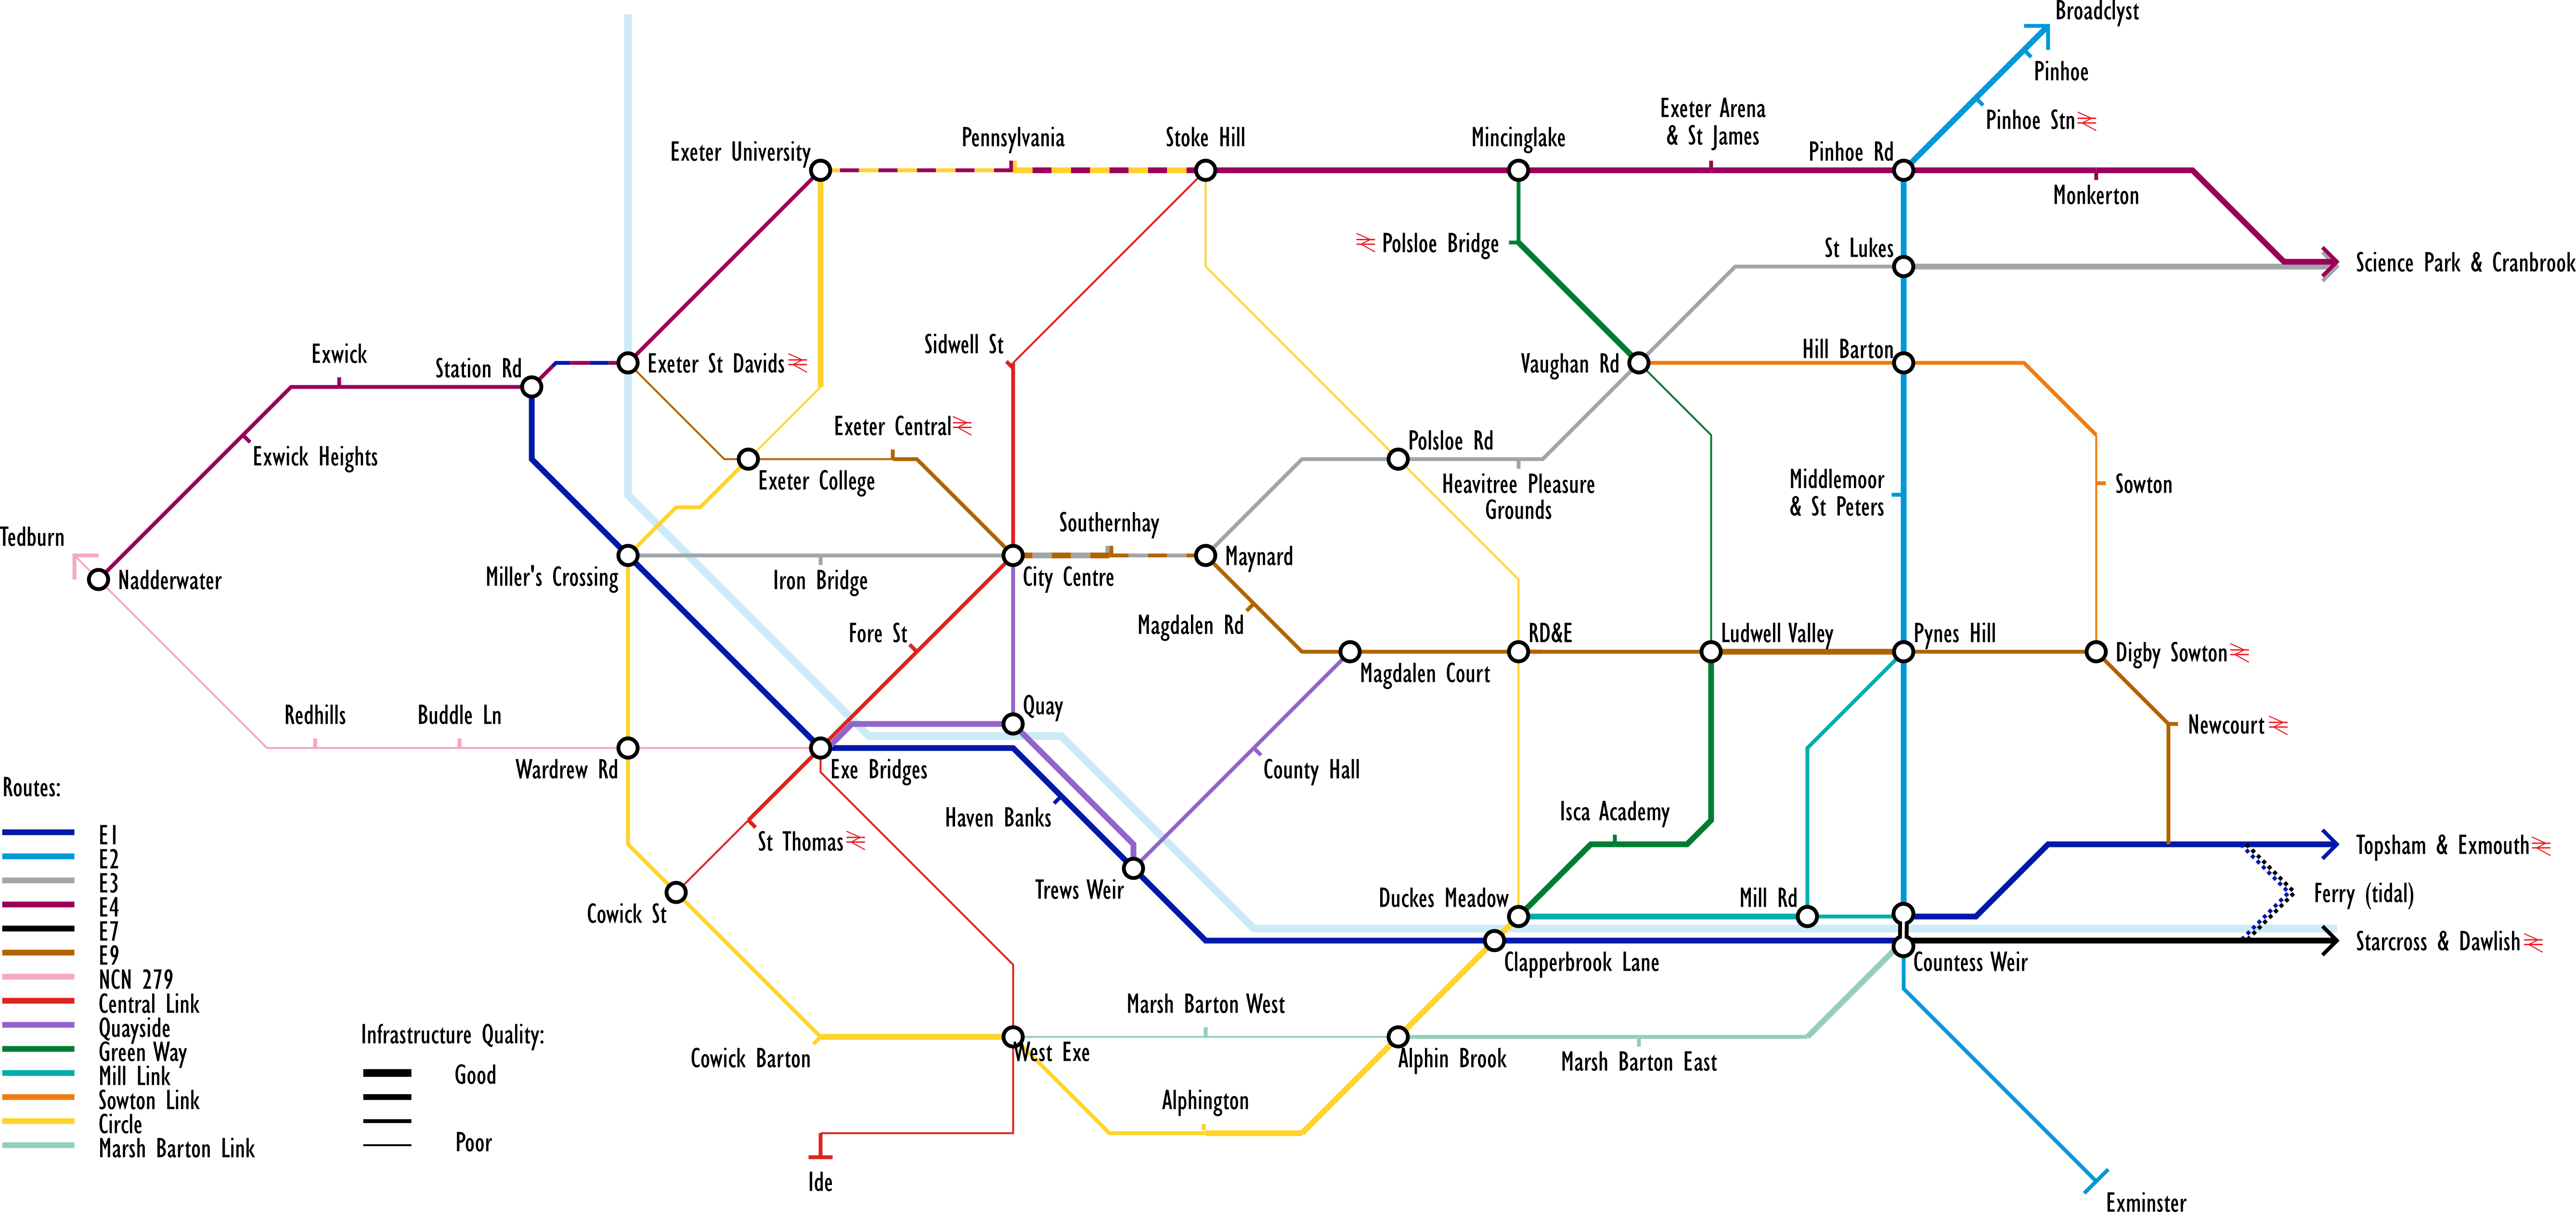 Broadclyst
Pinhoe
Pinhoe Stn
Exeter Arena
& St James
Pennsylvania
Stoke Hill
Mincinglake
Exeter University
Pinhoe Rd
Monkerton
Polsloe Bridge
St Lukes
Science Park & Cranbrook
Sidwell St
Exwick
Station Rd
Exeter St Davids
Vaughan Rd
Hill Barton
Exeter Central
Polsloe Rd
Exwick Heights
Exeter College
Heavitree Pleasure
Grounds
Middlemoor
& St Peters
Sowton
Southernhay
Tedburn
Nadderwater
Miller's Crossing
Iron Bridge
City Centre
Maynard
Fore St
Magdalen Rd
RD&E
Ludwell Valley
Pynes Hill
Digby Sowton
Magdalen Court
Redhills
Buddle Ln
Quay
Newcourt
Wardrew Rd
Exe Bridges
County Hall
Haven Banks
Isca Academy
St Thomas
Topsham & Exmouth
Trews Weir
Duckes Meadow
Mill Rd
Ferry (tidal)
Cowick St
Starcross & Dawlish
Clapperbrook Lane
Countess Weir
Marsh Barton West
Cowick Barton
West Exe
Alphin Brook
Marsh Barton East
Alphington
Ide
Exminster
Routes:
E1
E2
E3
E4
E7
E9
NCN 279
Central Link
Quayside
Green Way
Mill Link
Sowton Link
Circle
Marsh Barton Link
Infrastructure Quality:
Good
Poor